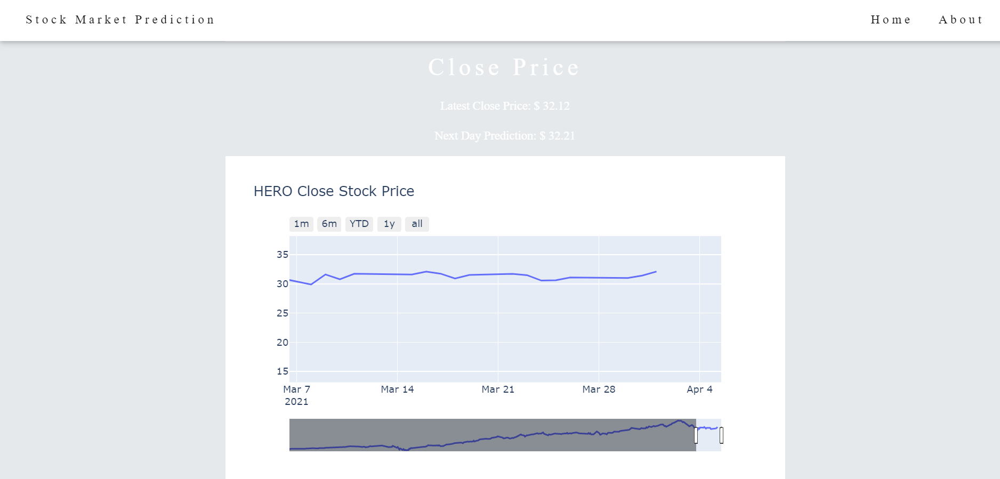 Stock Market Prediction
Home About
Close Price
Latest Close Price: $ 32.12
Next Day Prediction: $ 32.21
HERO Close Stock Price
1m 6m YTD 1y all
35
30
25
20
15
Mar 7 Mar 14 Mar 21 Mar 28 Apr 4
2021